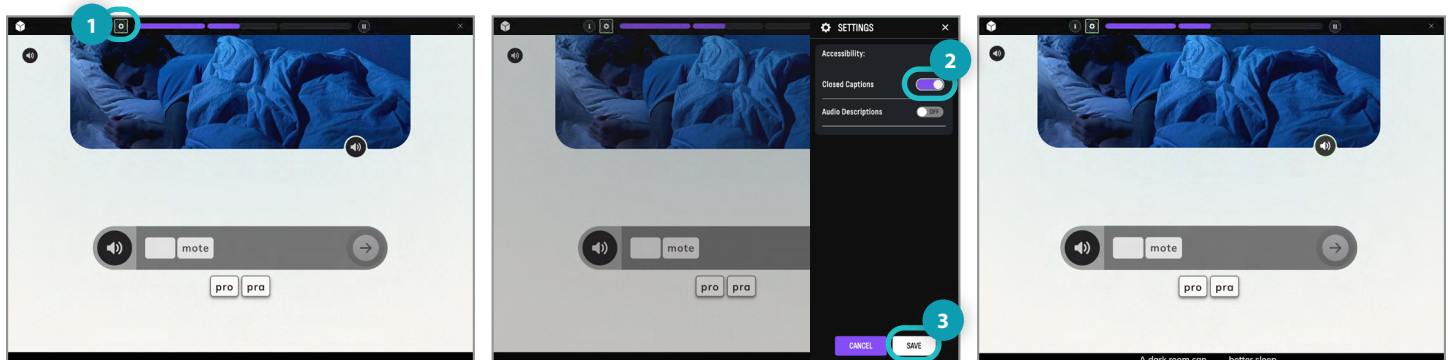 1
mote
pro pra
i
SETTINGS
Accessibility:
2
Closed Captions
Audio Descriptions OFF
mote
pro pra
3
CANCEL SAVE
i
mote
pro pra
A dark room can better sleep